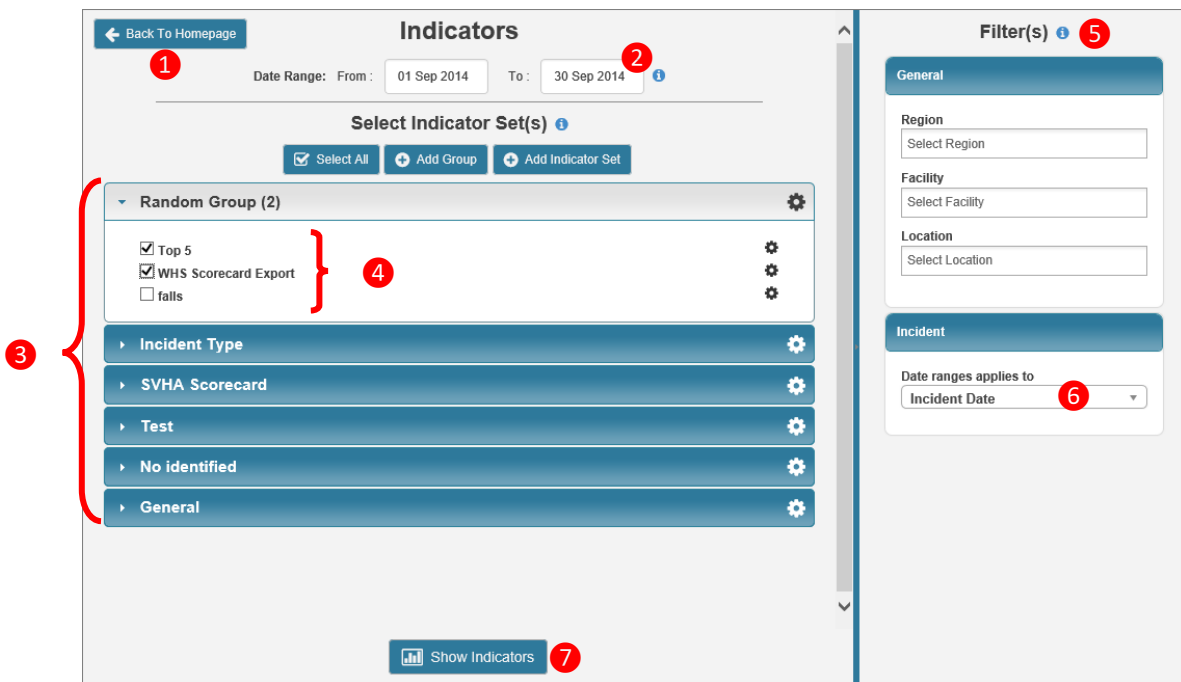 Back To Homepage
Indicators
1
2
Date Range: From : 01 Sep 2014 To : 30 Sep 2014
Select Indicator Set(s)
Select All Add Group Add Indicator Set
3
Random Group (2)
Top 5
WHS Scorecard Export
falls
4
Incident Type
SVHA Scorecard
Test
No identified
General
Show Indicators
7
Filter(s)
5
General
Region
Select Region
Facility
Select Facility
Location
Select Location
Incident
Date ranges applies to
Incident Date
6